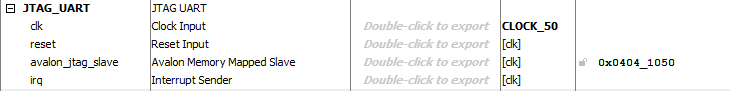 JTAG_UART JTAG UART
clk Clock Input Double-click to export CLOCK_50
reset Reset Input Double-click to export [clk]
avalon_jtag_slave Avalon Memory Mapped Slave Double-click to export [clk] 0x0404_1050
irq Interrupt Sender Double-click to export [clk]